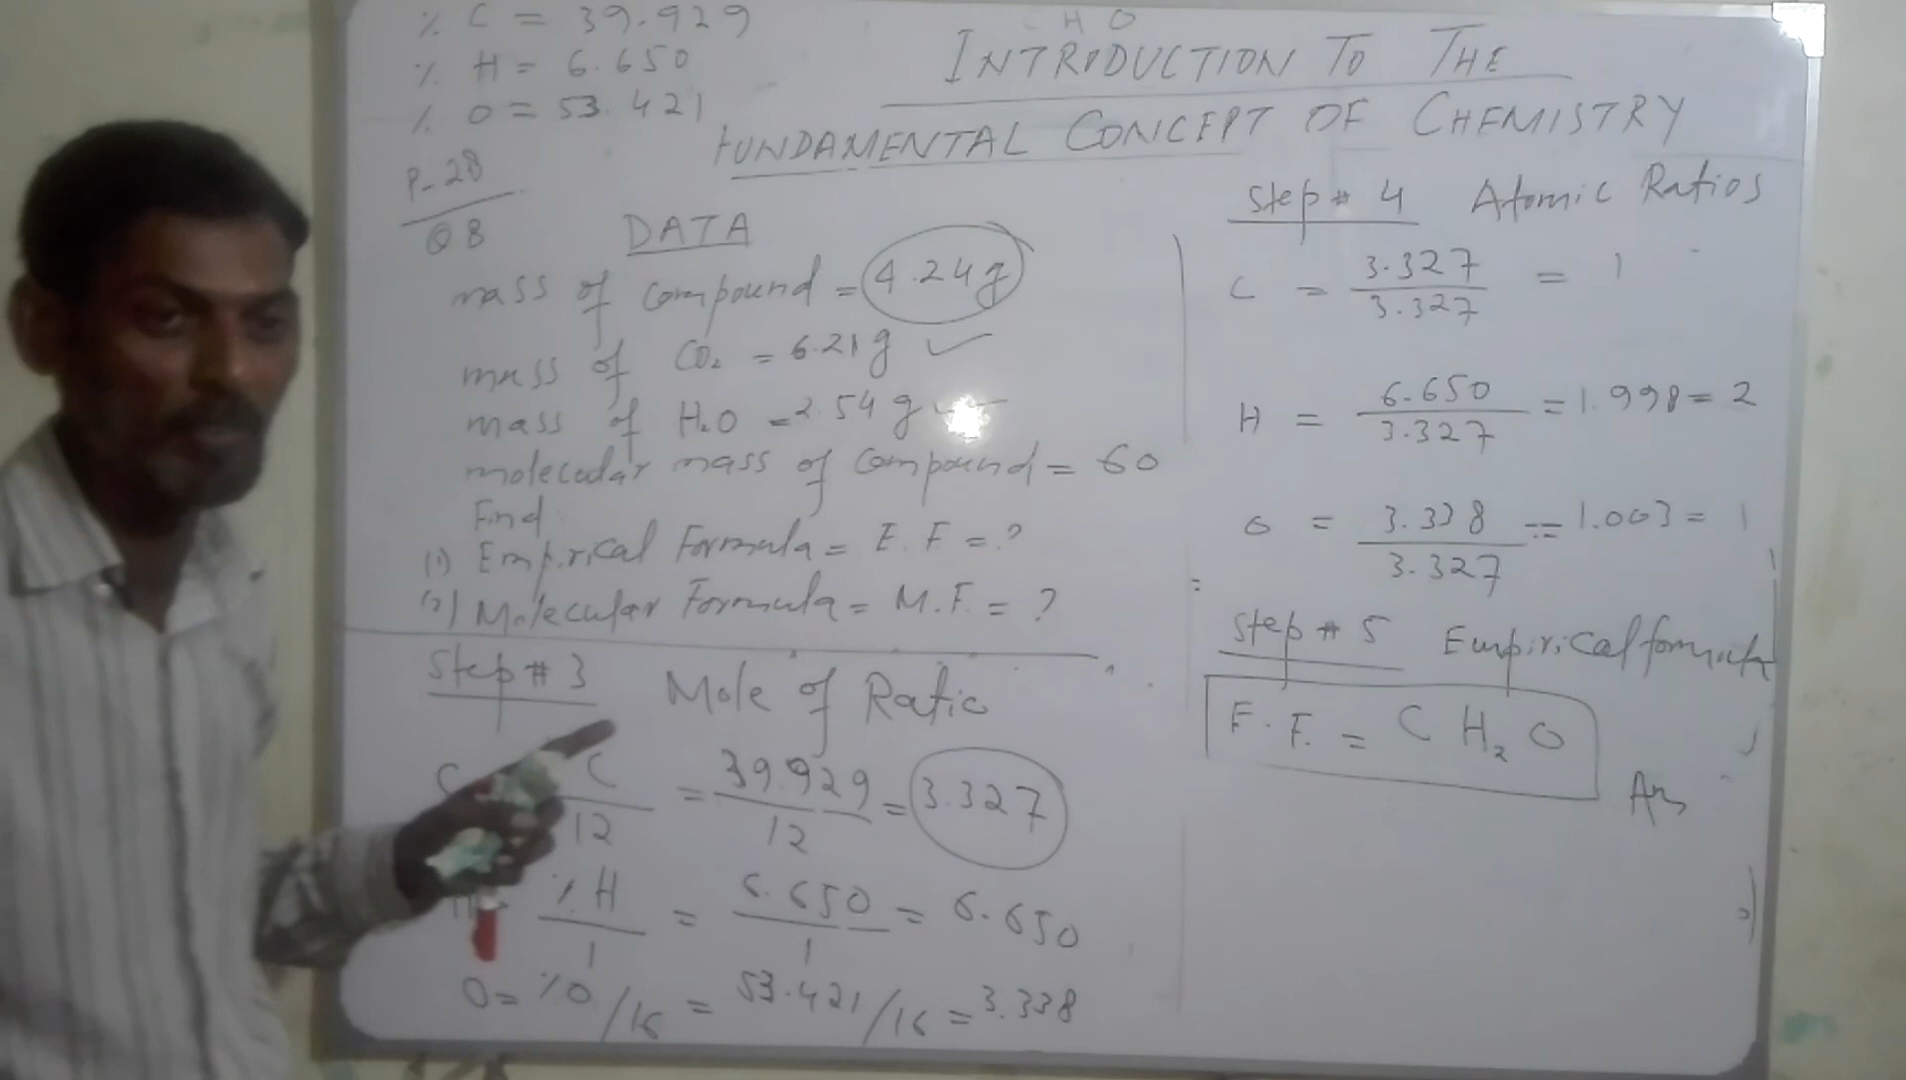 % C = 39.929
% H = 6.650
% O = 53.421
H O
INTRODUCTION TO THE
FUNDAMENTAL CONCEPT OF CHEMISTRY
P-28
Q8
DATA
mass of compound = 4.24g
mass of CO₂ = 6.21g ✓
mass of H₂O = 2.54g
molecular mass of compound = 60
Find
(1) Empirical Formula = E.F = ?
(2) Molecular Formula = M.F. = ?
Step # 3 Mole of Ratio
C C/12 = 39.929/12 = 3.327
% H/1 = 6.650/1 = 6.650
O = % O/16 = 53.421/16 = 3.338
Step # 4 Atomic Ratios
C = 3.327/3.327 = 1
H = 6.650/3.327 = 1.998 = 2
O = 3.338/3.327 = 1.003 = 1
Step # 5 Empirical formula
E.F. = CH₂O
Ans